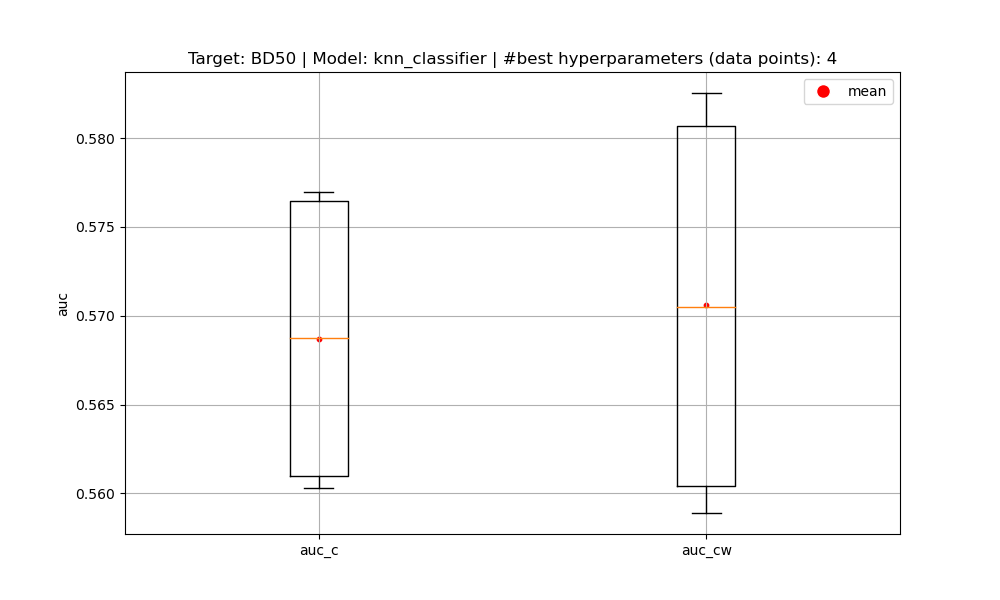 Target: BD50 | Model: knn_classifier | #best hyperparameters (data points): 4
mean
0.580
0.575
0.570
0.565
0.560
auc
auc_c
auc_cw